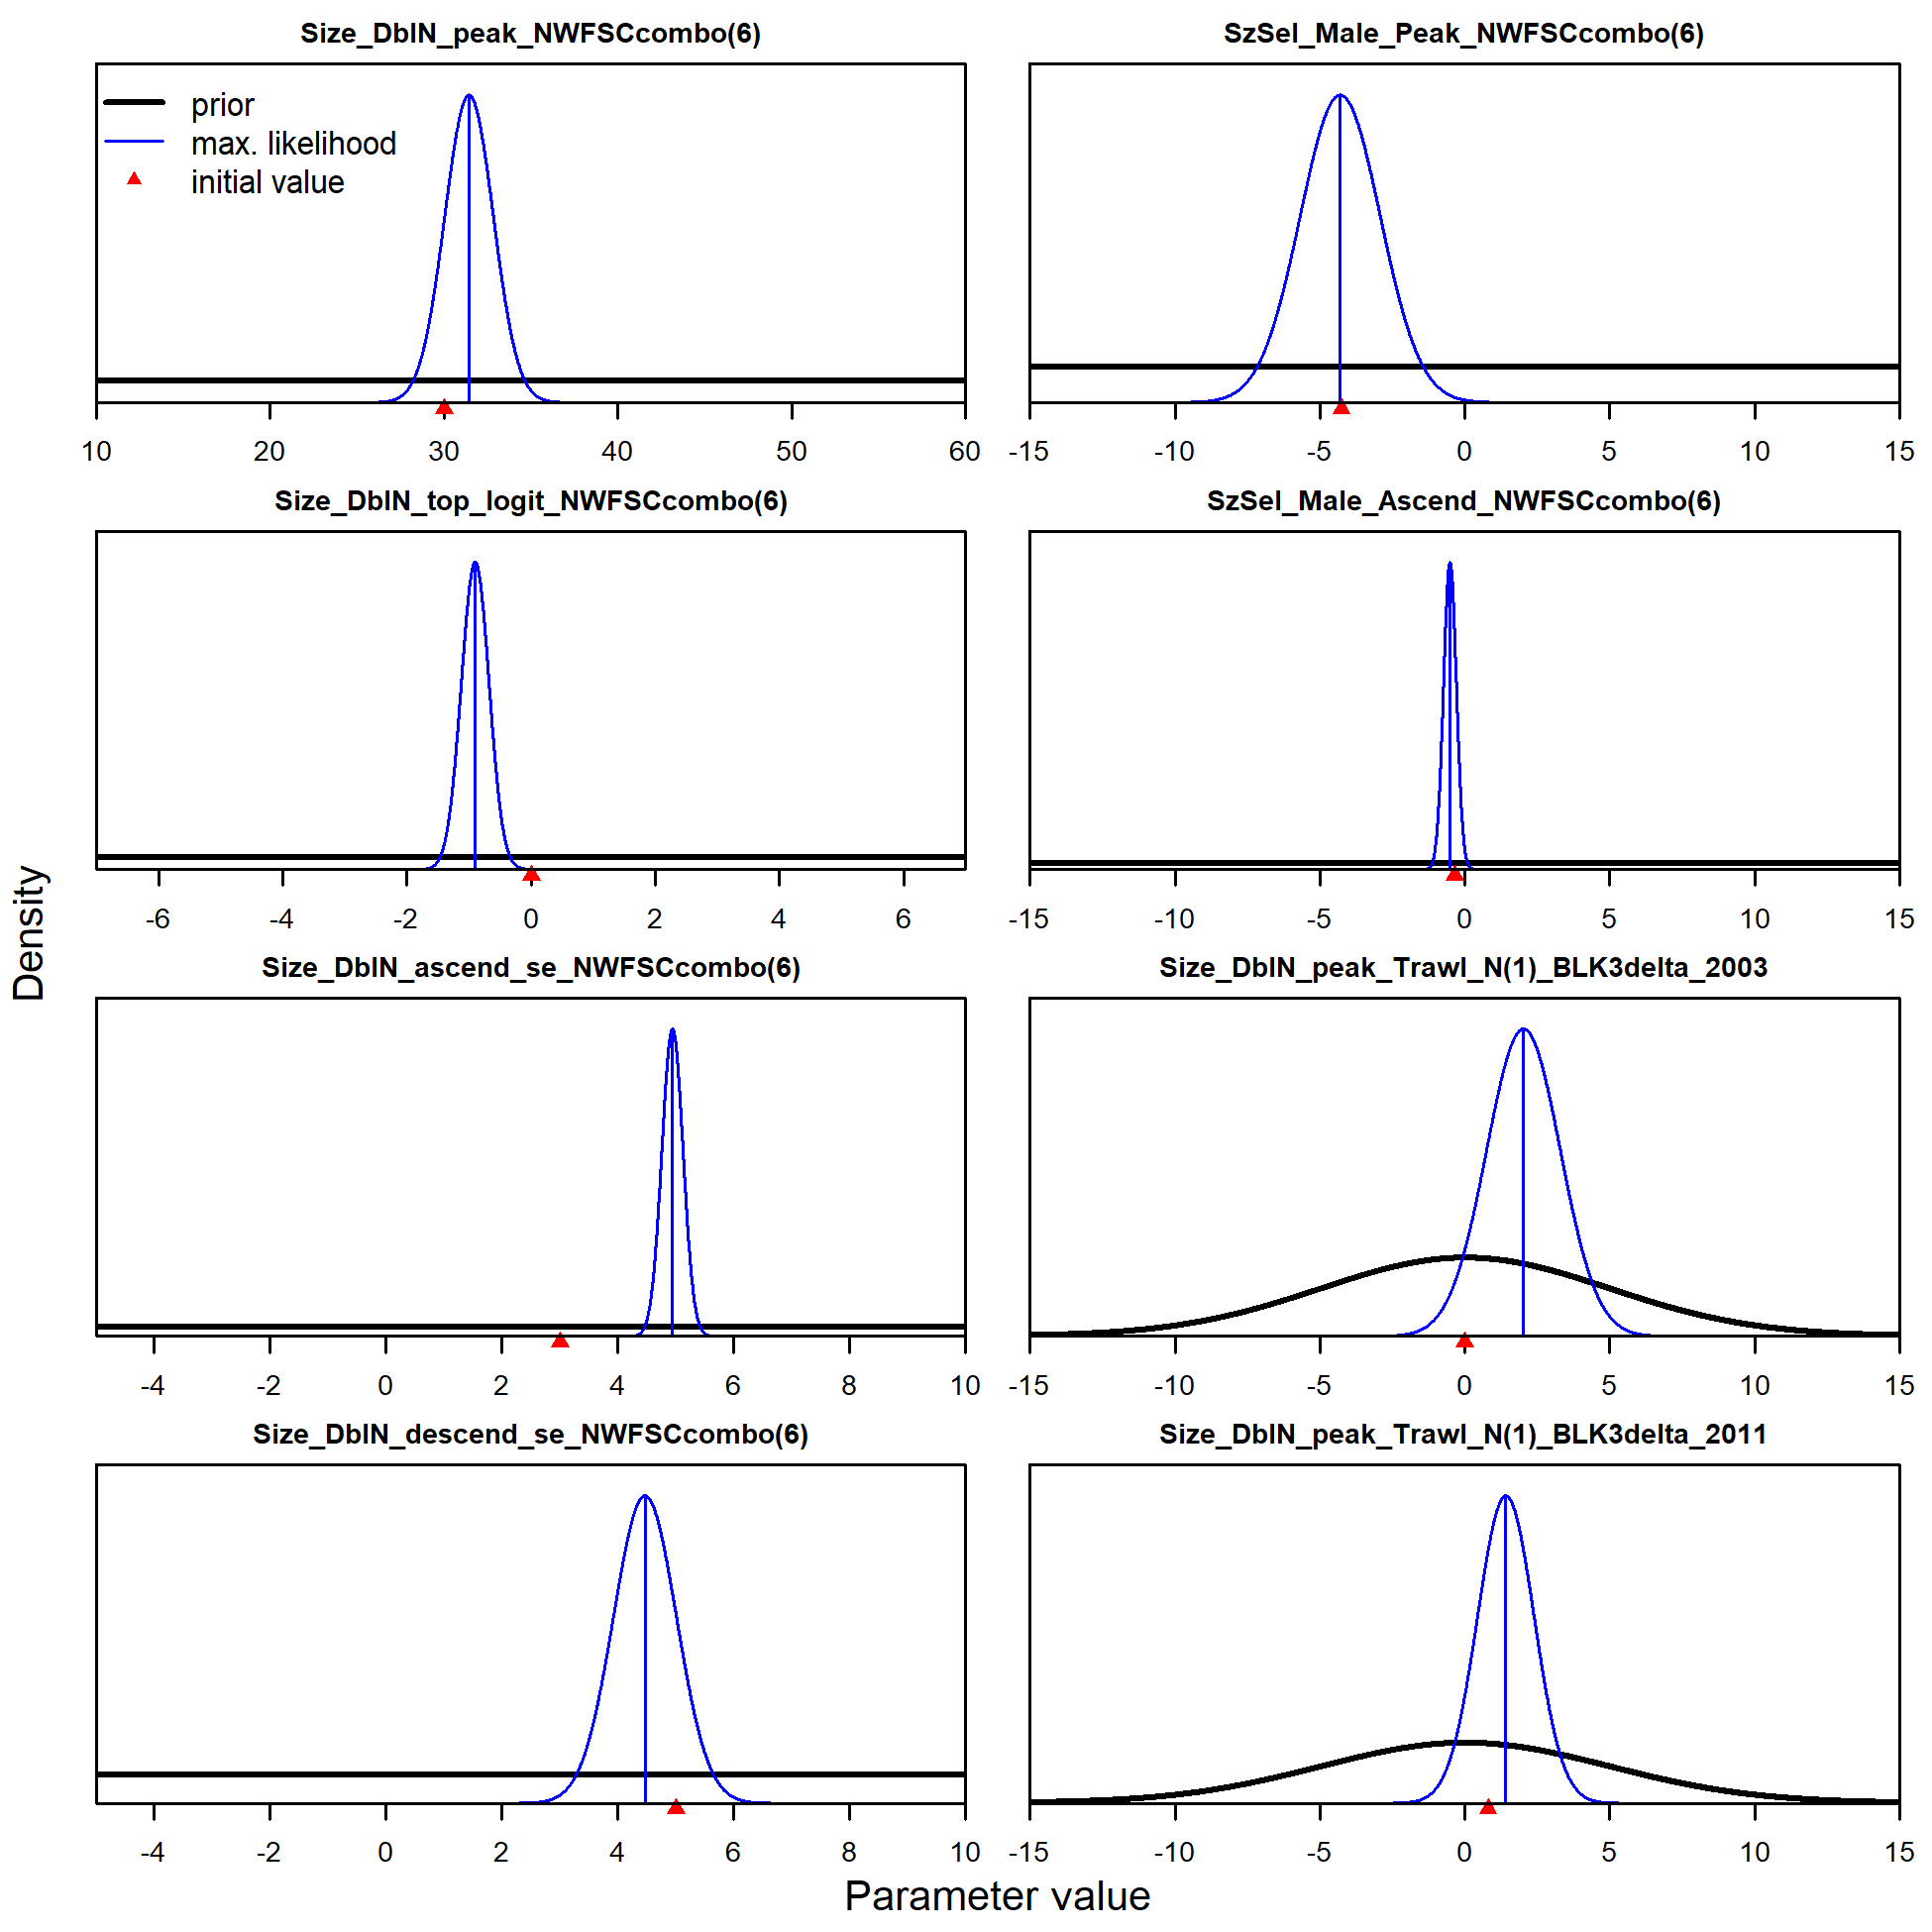 Size_DblN_peak_NWFSCcombo(6)
prior
max. likelihood
initial value
10 20 30 40 50 60
SzSel_Male_Peak_NWFSCcombo(6)
-15 -10 -5 0 5 10 15
Size_DblN_top_logit_NWFSCcombo(6)
-6 -4 -2 0 2 4 6
SzSel_Male_Ascend_NWFSCcombo(6)
-15 -10 -5 0 5 10 15
Size_DblN_ascend_se_NWFSCcombo(6)
-4 -2 0 2 4 6 8 10
Size_DblN_peak_Trawl_N(1)_BLK3delta_2003
-15 -10 -5 0 5 10 15
Size_DblN_descend_se_NWFSCcombo(6)
-4 -2 0 2 4 6 8 10
Size_DblN_peak_Trawl_N(1)_BLK3delta_2011
-15 -10 -5 0 5 10 15
Density
Parameter value